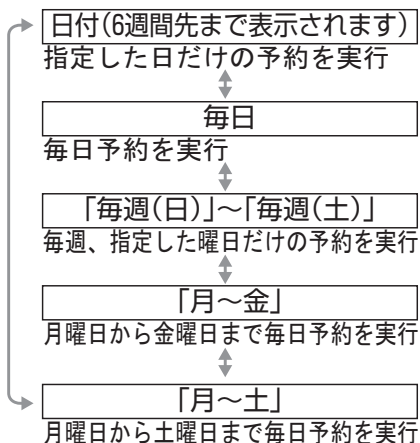 日付(6週間先まで表示されます)
指定した日だけの予約を実行
毎日
毎日予約を実行
「毎週(日)」～「毎週(土)」
毎週、指定した曜日だけの予約を実行
「月～金」
月曜日から金曜日まで毎日予約を実行
「月～土」
月曜日から土曜日まで毎日予約を実行